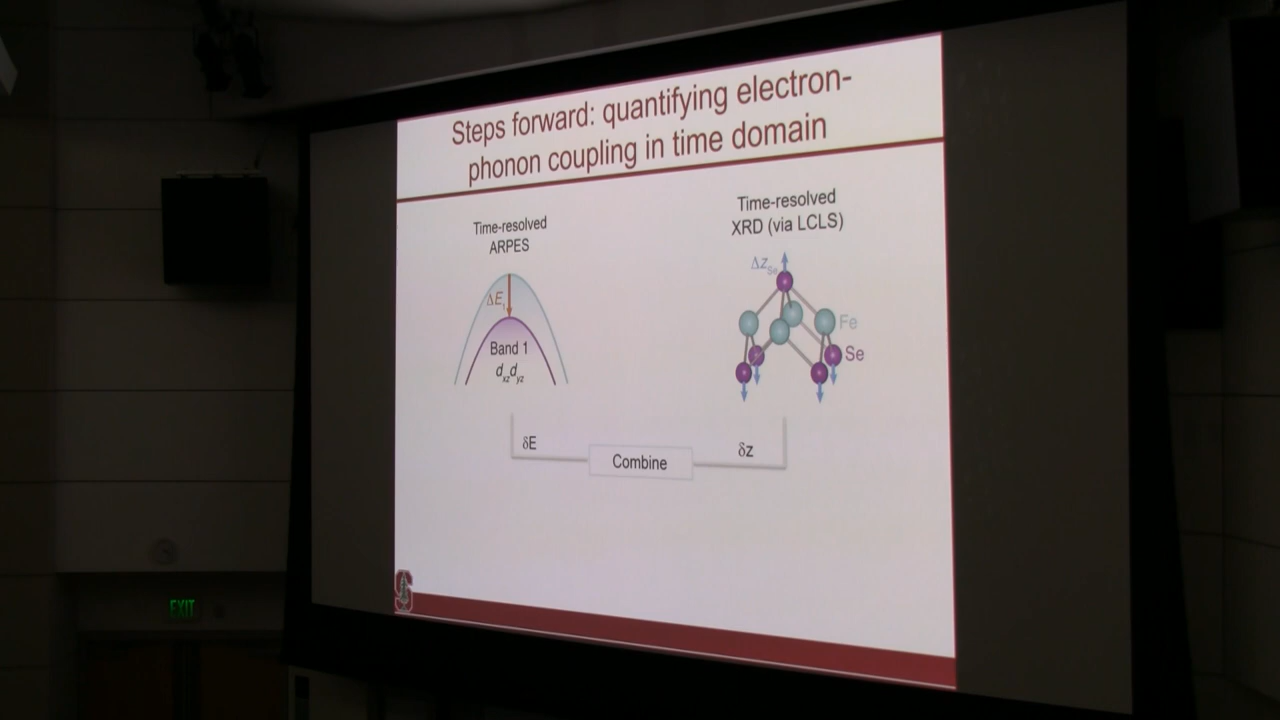 Steps forward: quantifying electron-
phonon coupling in time domain
Time-resolved
ARPES
Time-resolved
XRD (via LCLS)
ΔE₁
Band 1
d_xz d_yz
Δz_Se
Fe
Se
δE
Combine
δz
S
EXIT